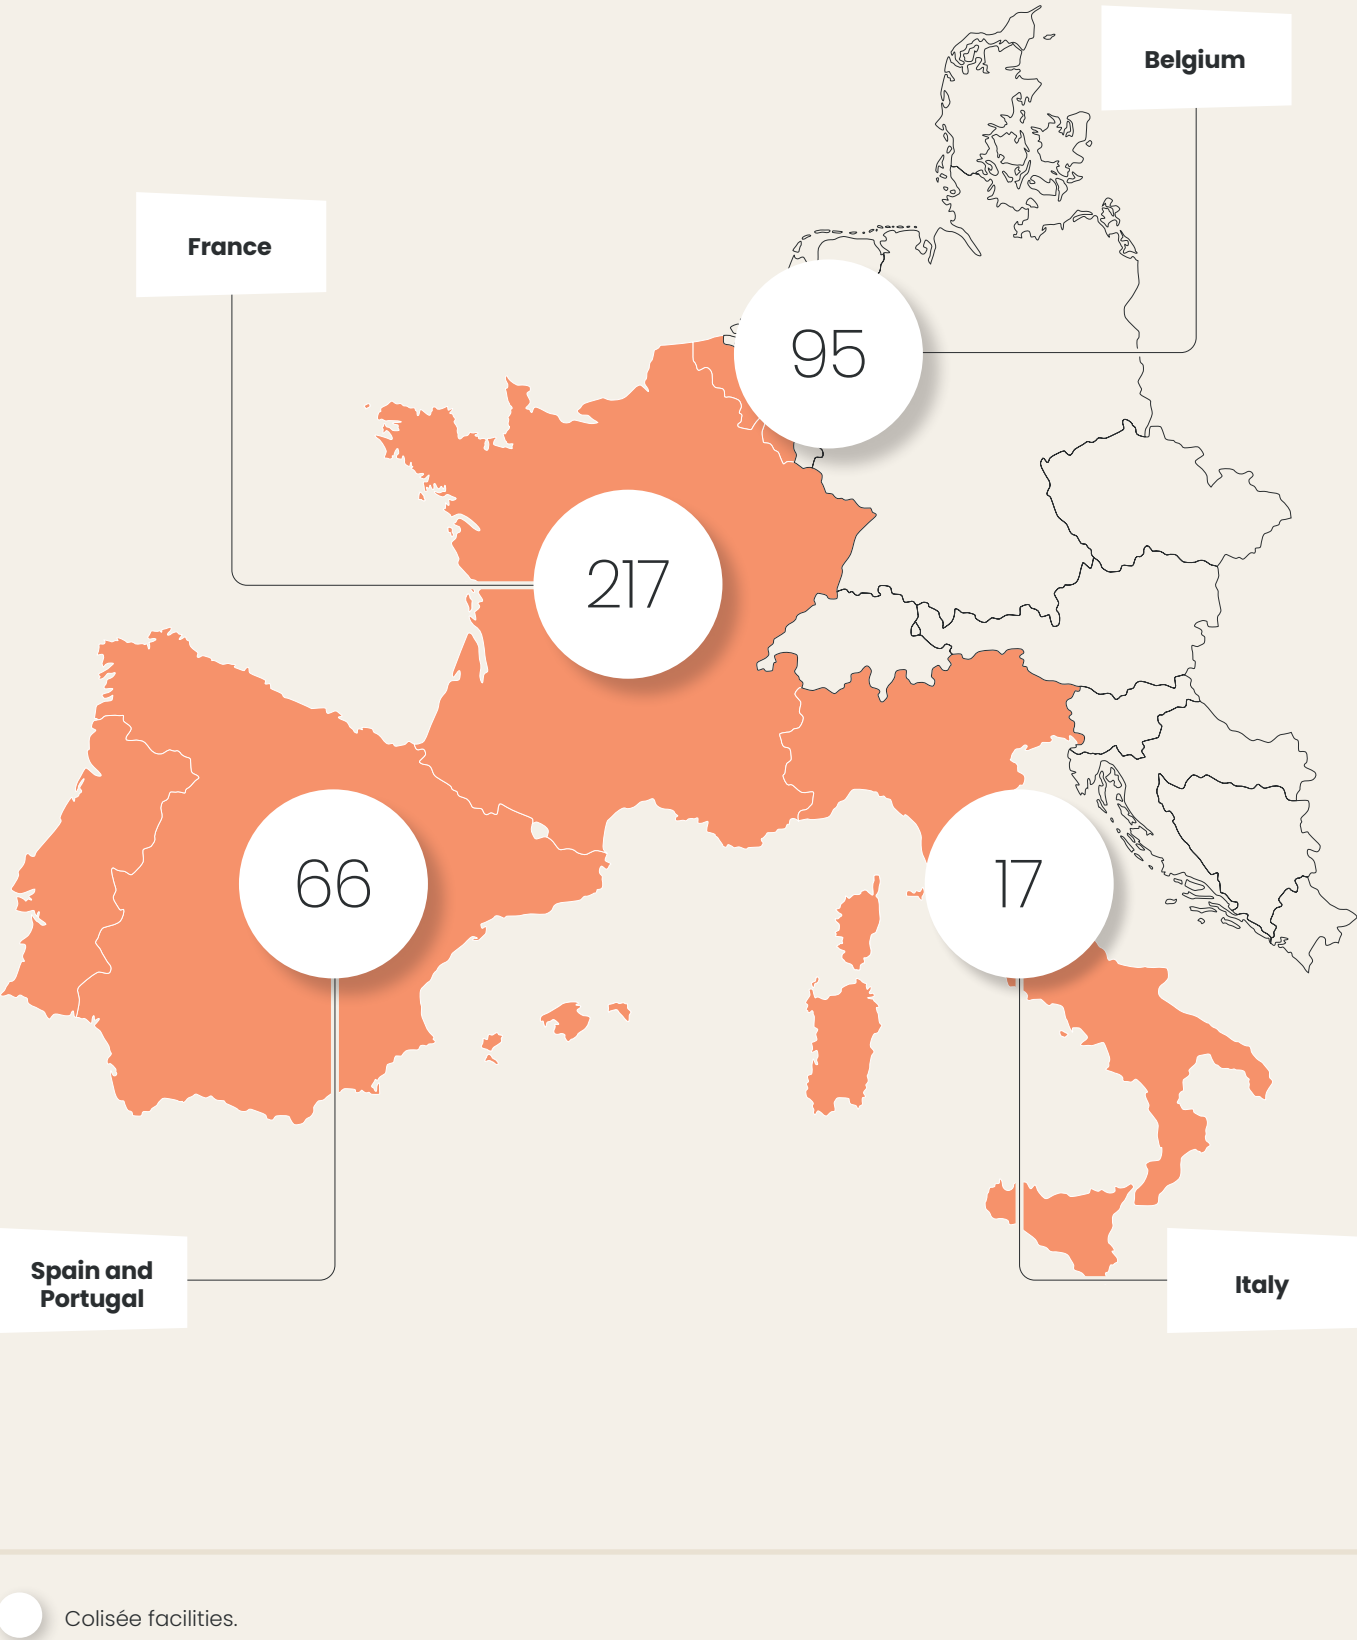 Belgium
France
95
217
66
17
Spain and
Portugal
Italy
Colisée facilities.